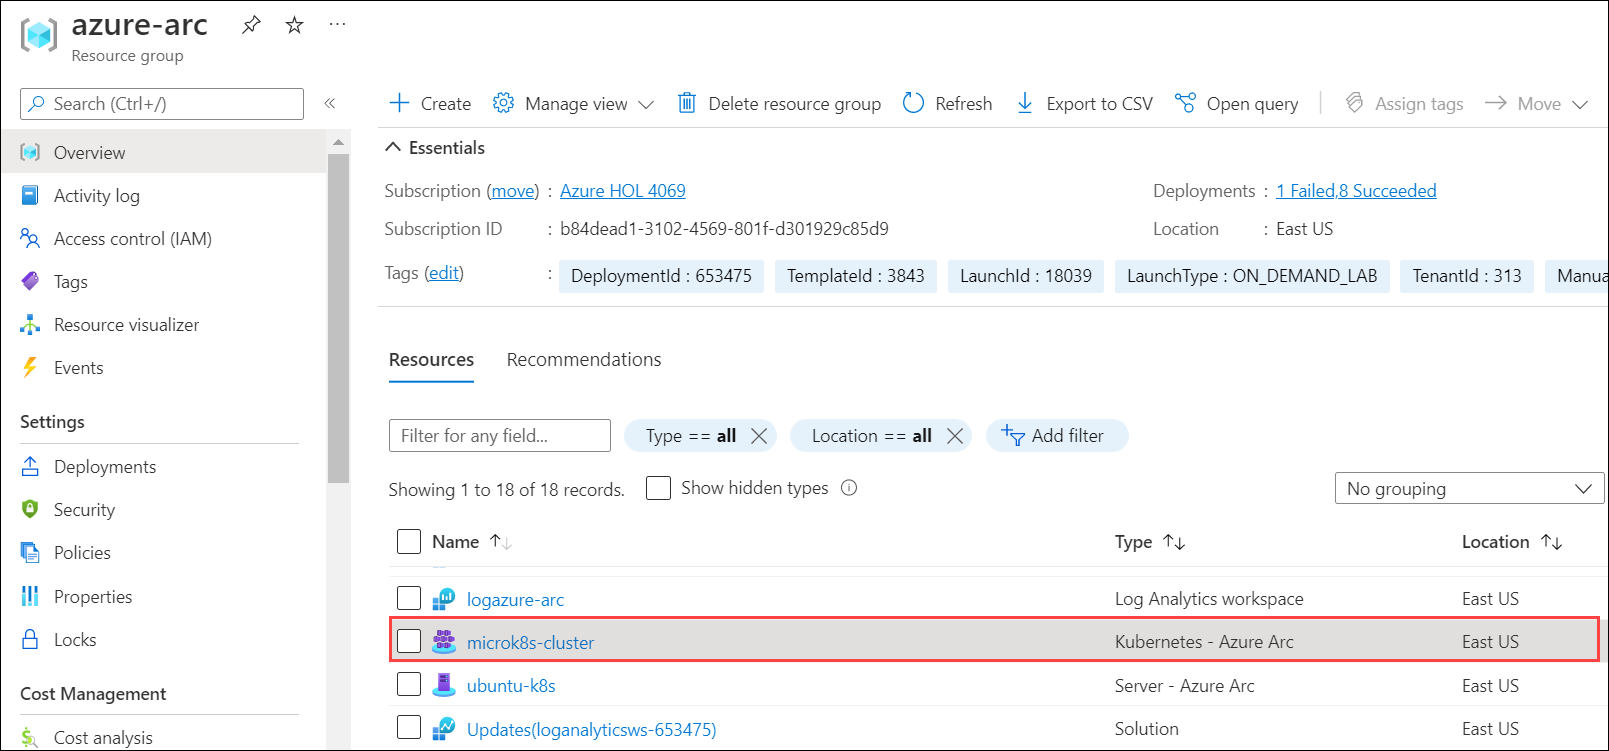 azure-arc
Resource group
Search (Ctrl+/)
Overview
Activity log
Access control (IAM)
Tags
Resource visualizer
Events
Settings
Deployments
Security
Policies
Properties
Locks
Cost Management
Cost analysis
Create Manage view Delete resource group Refresh Export to CSV Open query Assign tags Move
Essentials
Subscription (move) : Azure HOL 4069 Deployments : 1 Failed,8 Succeeded
Subscription ID : b84dead1-3102-4569-801f-d301929c85d9 Location : East US
Tags (edit) : DeploymentId : 653475 TemplateId : 3843 LaunchId : 18039 LaunchType : ON_DEMAND_LAB TenantId : 313 Manua
Resources Recommendations
Filter for any field... Type == all Location == all Add filter
Showing 1 to 18 of 18 records. Show hidden types No grouping
Name Type Location
logazure-arc Log Analytics workspace East US
microk8s-cluster Kubernetes - Azure Arc East US
ubuntu-k8s Server - Azure Arc East US
Updates(loganalyticsws-653475) Solution East US